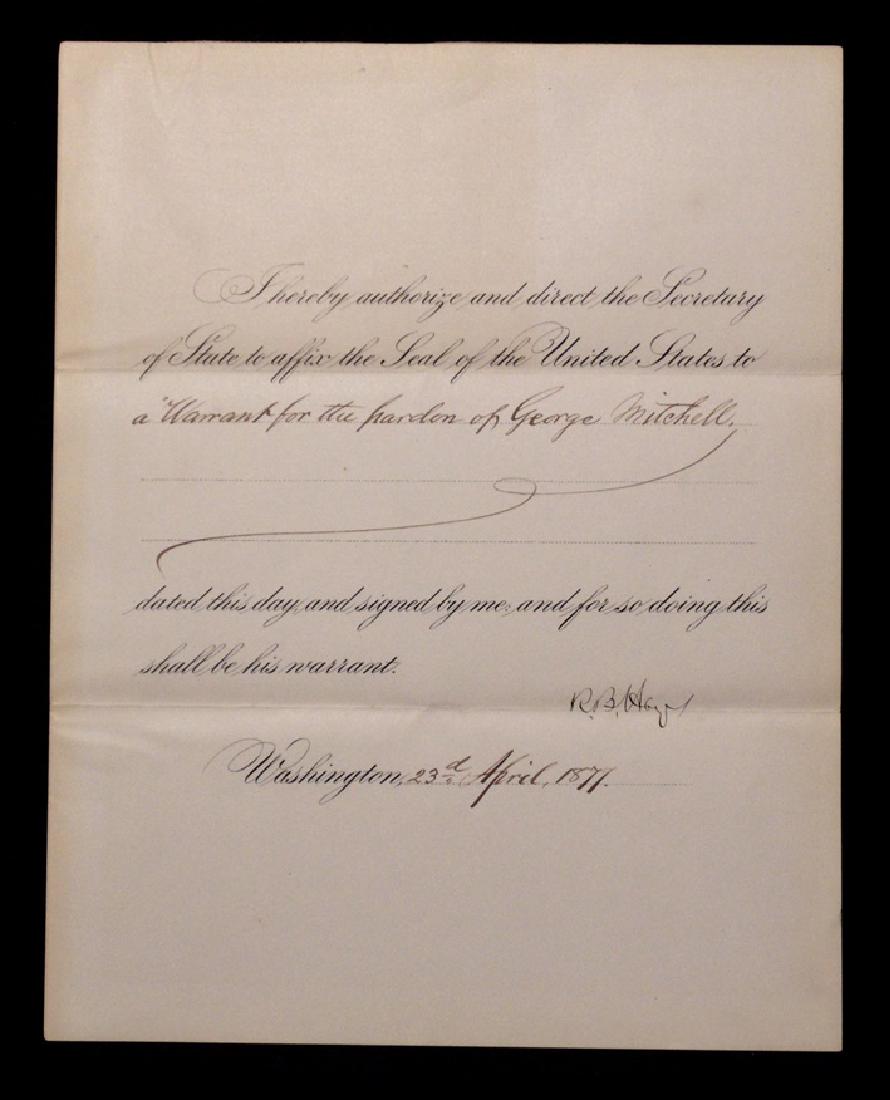 I hereby authorize and direct the Secretary
of State to affix the Seal of the United States to
a Warrant for the pardon of George Mitchell.
dated this day, and signed by me; and for so doing this
shall be his warrant.
R. B. Hayes
Washington, 23d April, 1877.